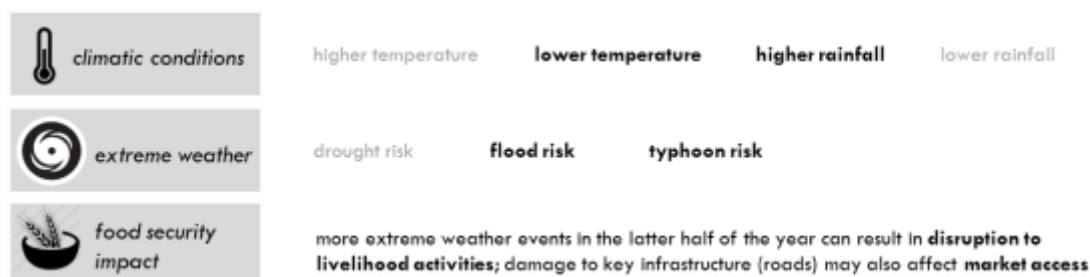 climatic conditions
higher temperature lower temperature higher rainfall lower rainfall
extreme weather
drought risk flood risk typhoon risk
food security
impact
more extreme weather events in the latter half of the year can result in disruption to
livelihood activities; damage to key infrastructure (roads) may also affect market access